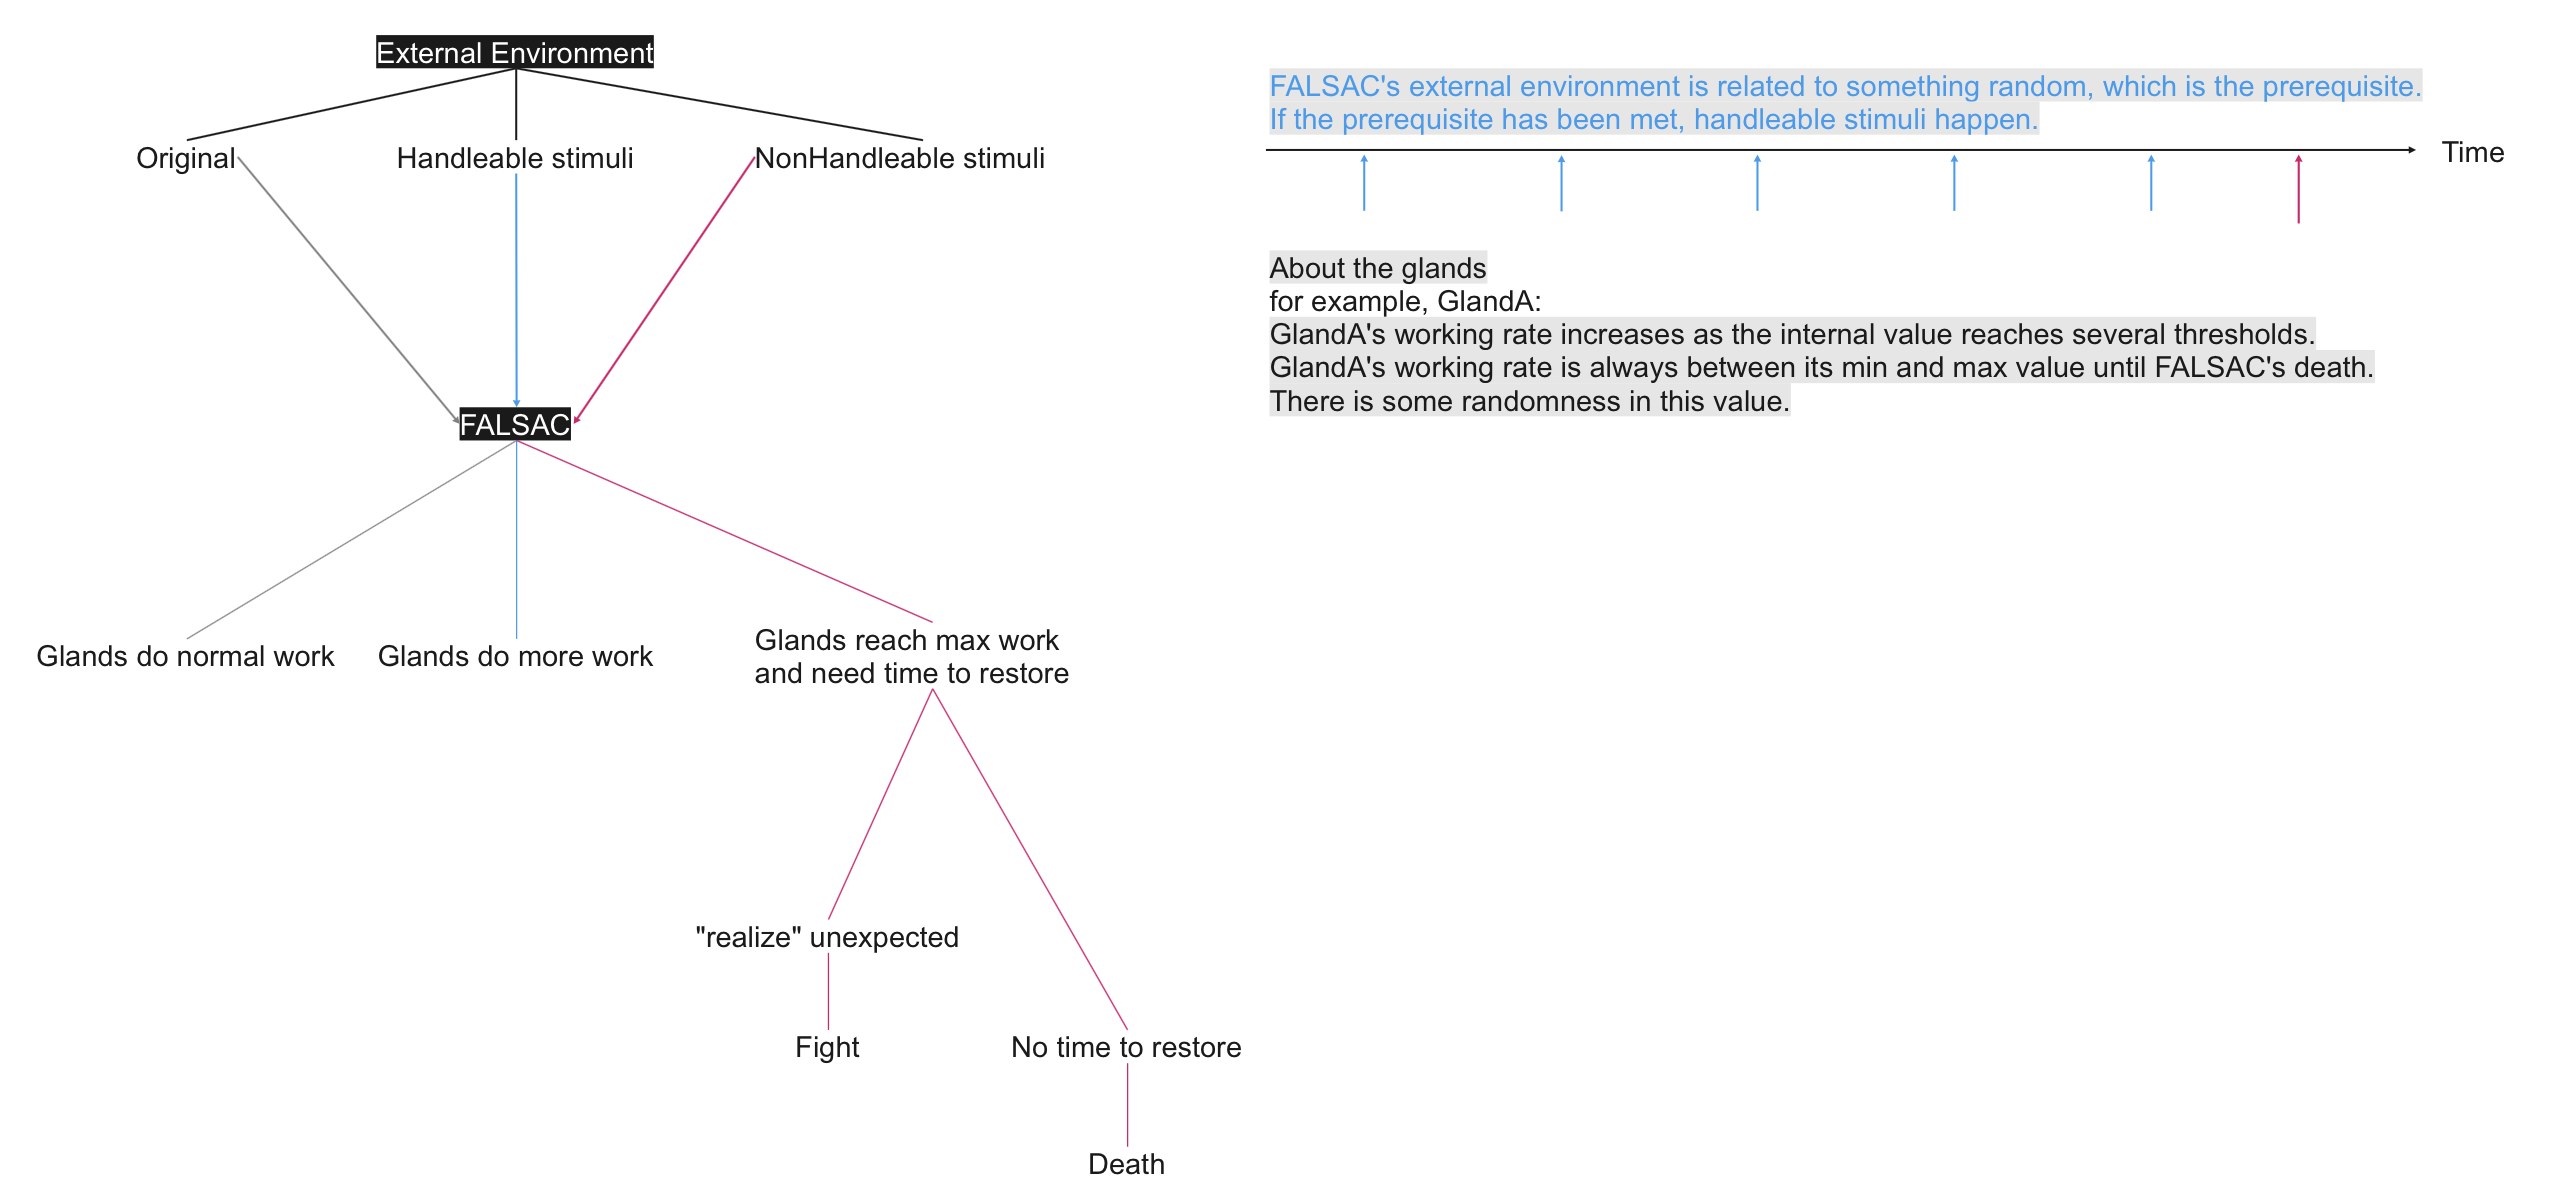 External Environment
Original
Handleable stimuli
NonHandleable stimuli
FALSAC
Glands do normal work
Glands do more work
Glands reach max work
and need time to restore
"realize" unexpected
Fight
No time to restore
Death
FALSAC's external environment is related to something random, which is the prerequisite.
If the prerequisite has been met, handleable stimuli happen.
Time
About the glands
for example, GlandA:
GlandA's working rate increases as the internal value reaches several thresholds.
GlandA's working rate is always between its min and max value until FALSAC's death.
There is some randomness in this value.